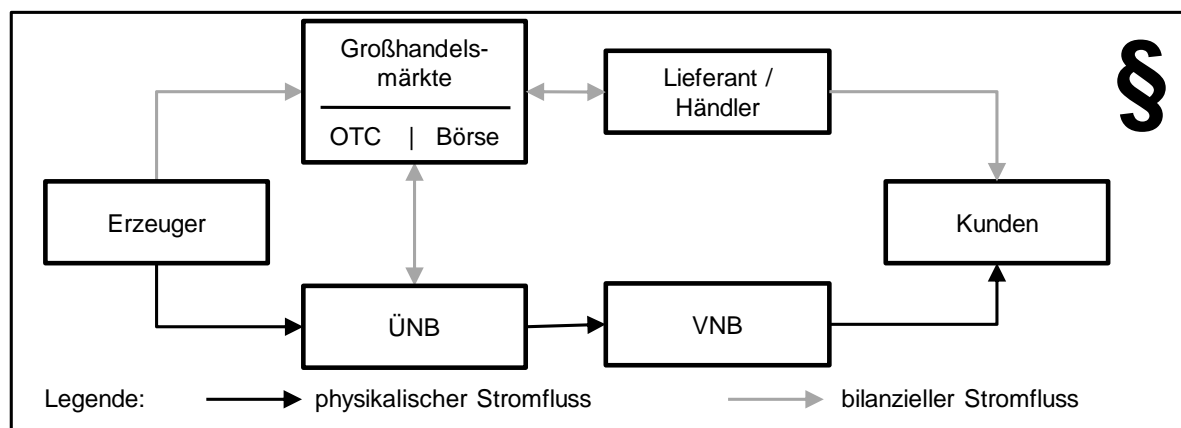 Großhandels-
märkte
OTC | Börse
Lieferant /
Händler
§
Erzeuger
Kunden
ÜNB
VNB
Legende: physikalischer Stromfluss bilanzieller Stromfluss